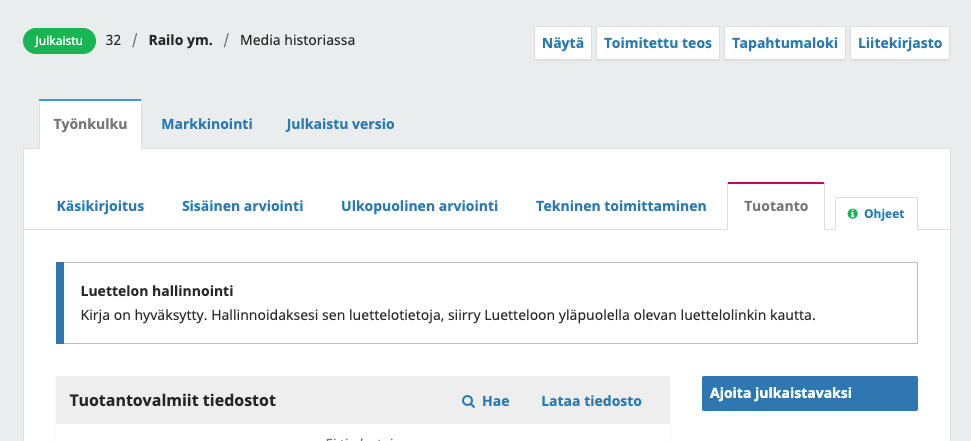 Julkaistu 32 / Railo ym. / Media historiassa
Näytä Toimitettu teos Tapahtumaloki Liitekirjasto
Työnkulku Markkinointi Julkaistu versio
Käsikirjoitus Sisäinen arviointi Ulkopuolinen arviointi Tekninen toimittaminen Tuotanto Ohjeet
Luettelon hallinnointi
Kirja on hyväksytty. Hallinnoidaksesi sen luettelotietoja, siirry Luetteloon yläpuolella olevan luettelolinkin kautta.
Tuotantovalmiit tiedostot Hae Lataa tiedosto
Ajoita julkaistavaksi